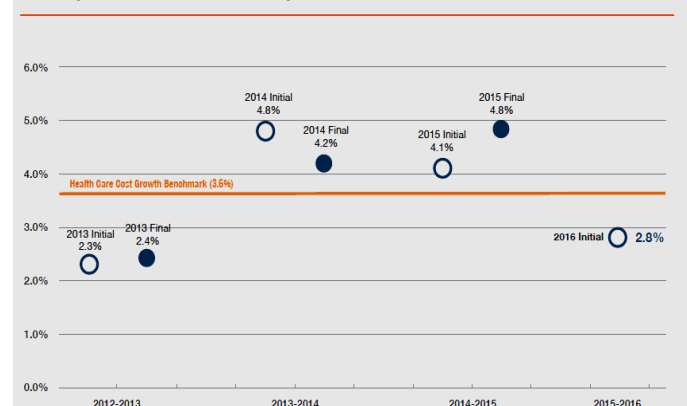 6.0%
2014 Initial
4.8%
2015 Final
4.8%
5.0%
2014 Final
4.2%
2015 Initial
4.1%
4.0%
Health Care Cost Growth Benchmark (3.6%)
3.0%
2013 Initial
2.3%
2013 Final
2.4%
2016 Initial 2.8%
2.0%
1.0%
0.0%
2012-2013 2013-2014 2014-2015 2015-2016